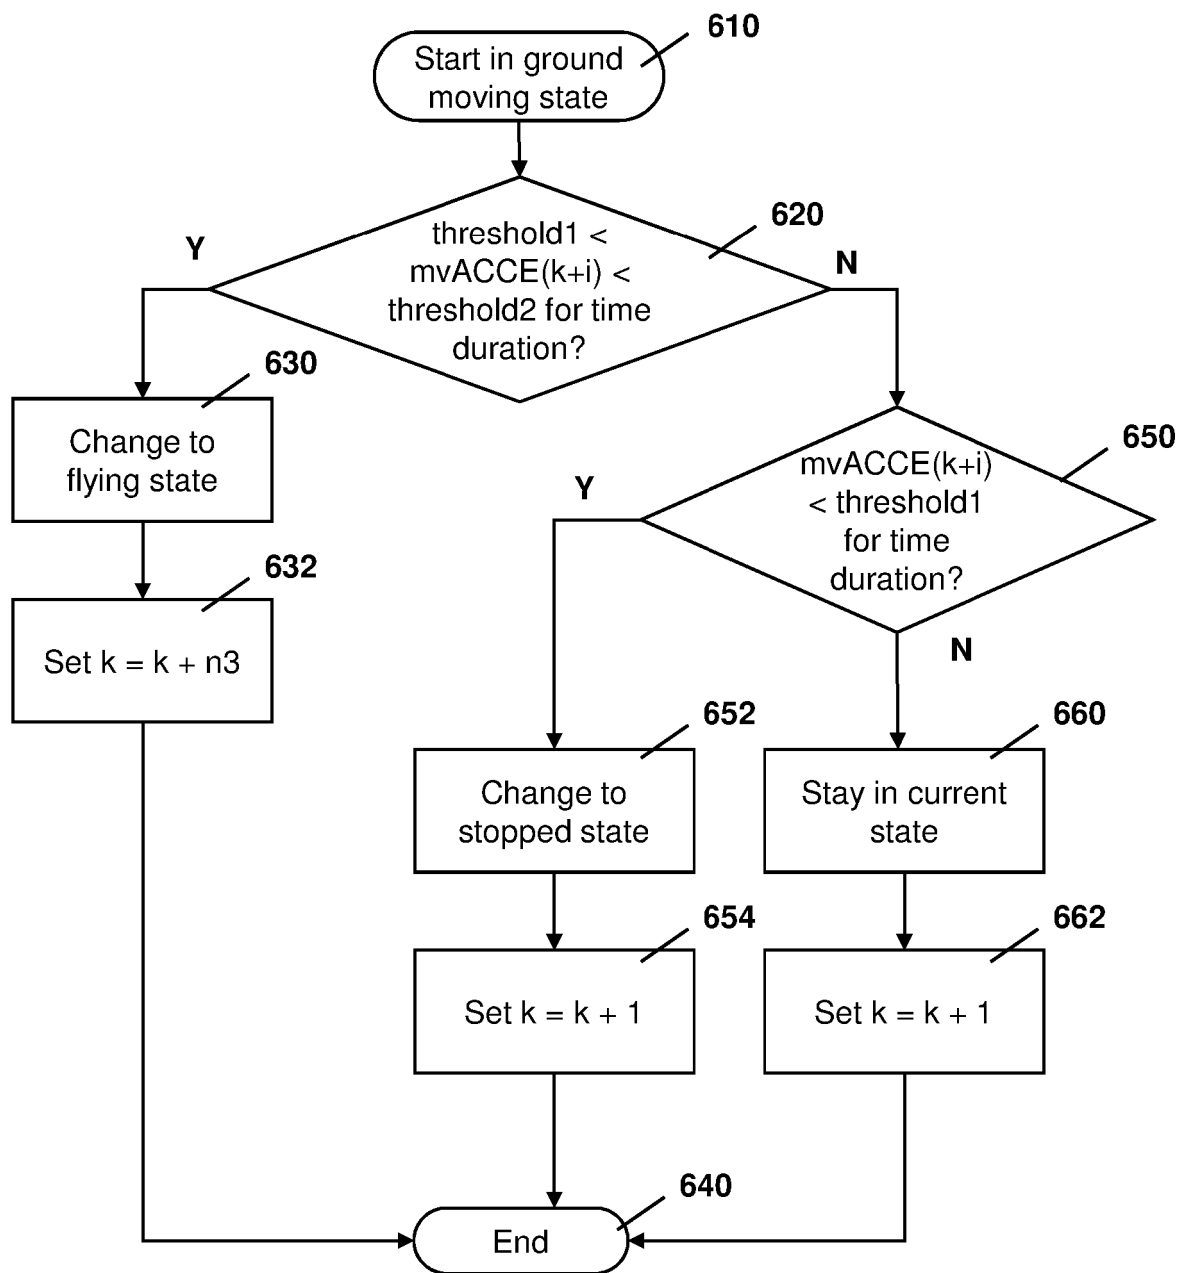 610
Start in ground
moving state
620
threshold1 <
mvACCE(k+i) <
threshold2 for time
duration?
Y
N
630
Change to
flying state
650
mvACCE(k+i)
< threshold1
for time
duration?
Y
N
632
Set k = k + n3
652
Change to
stopped state
660
Stay in current
state
654
Set k = k + 1
662
Set k = k + 1
640
End